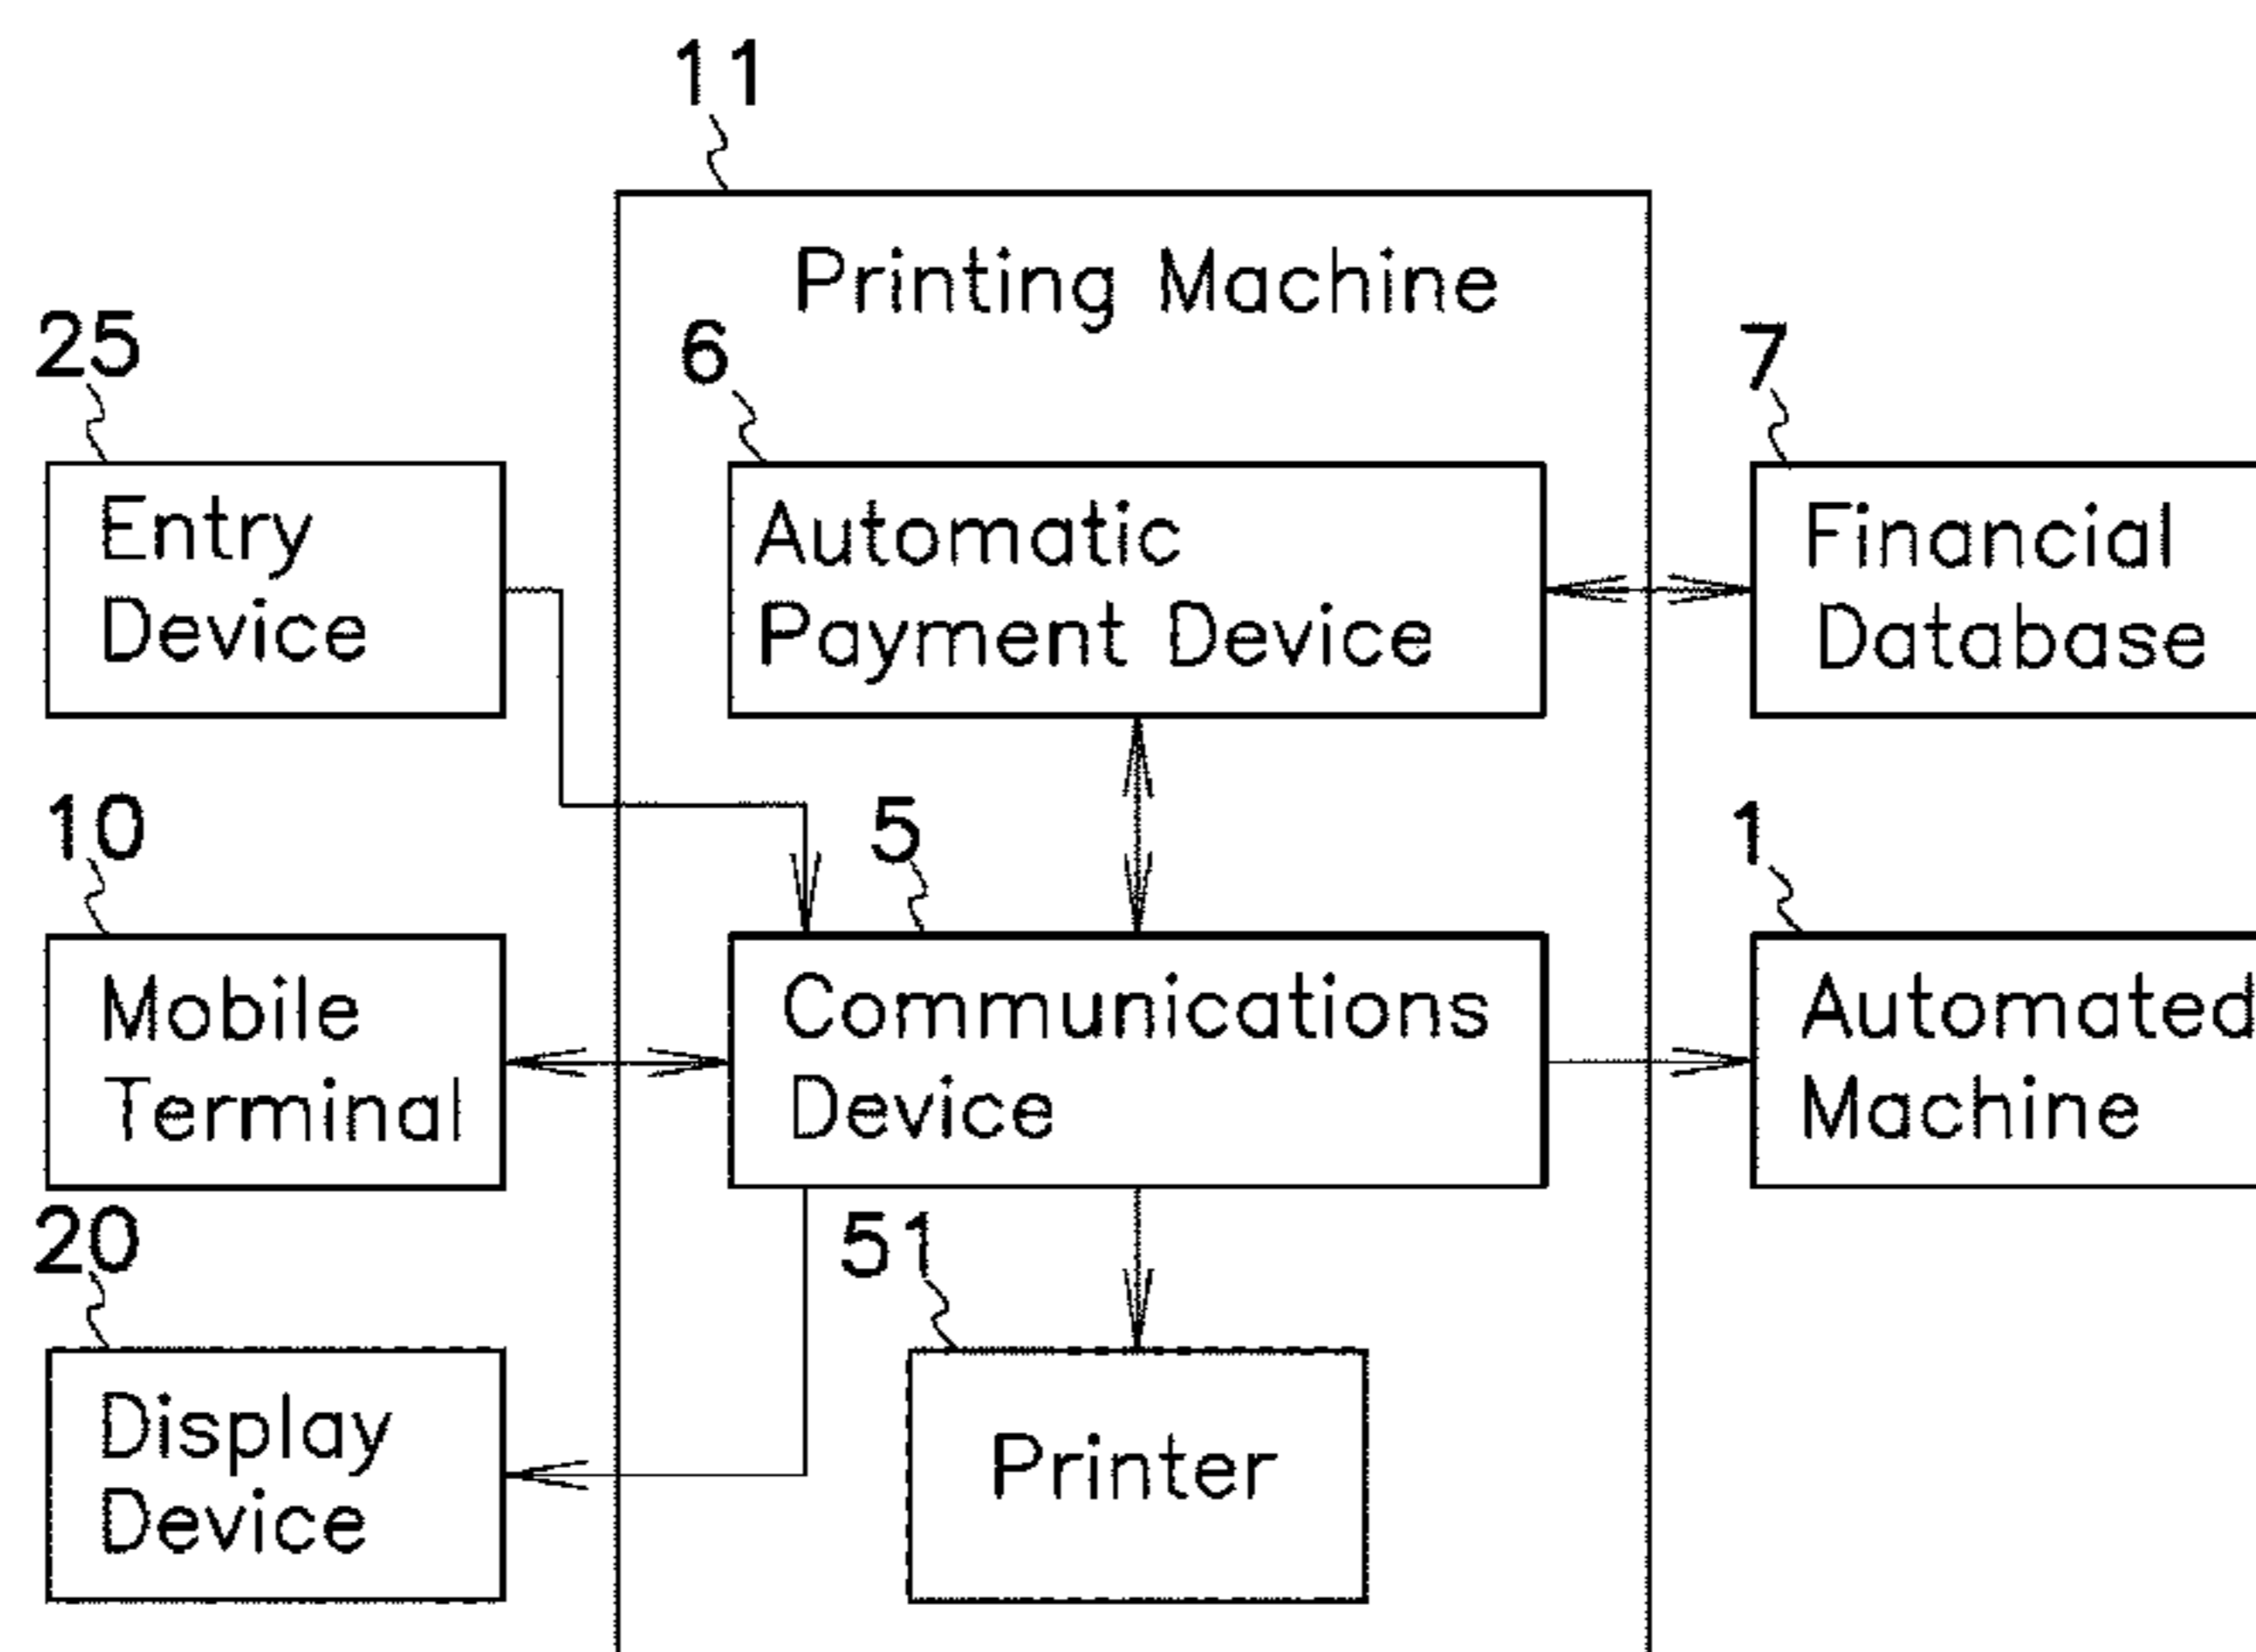 11
Printing Machine
25
6
7
Entry
Device
Automatic
Payment Device
Financial
Database
10
5
1
Mobile
Terminal
Communications
Device
Automated
Machine
20
51
Display
Device
Printer